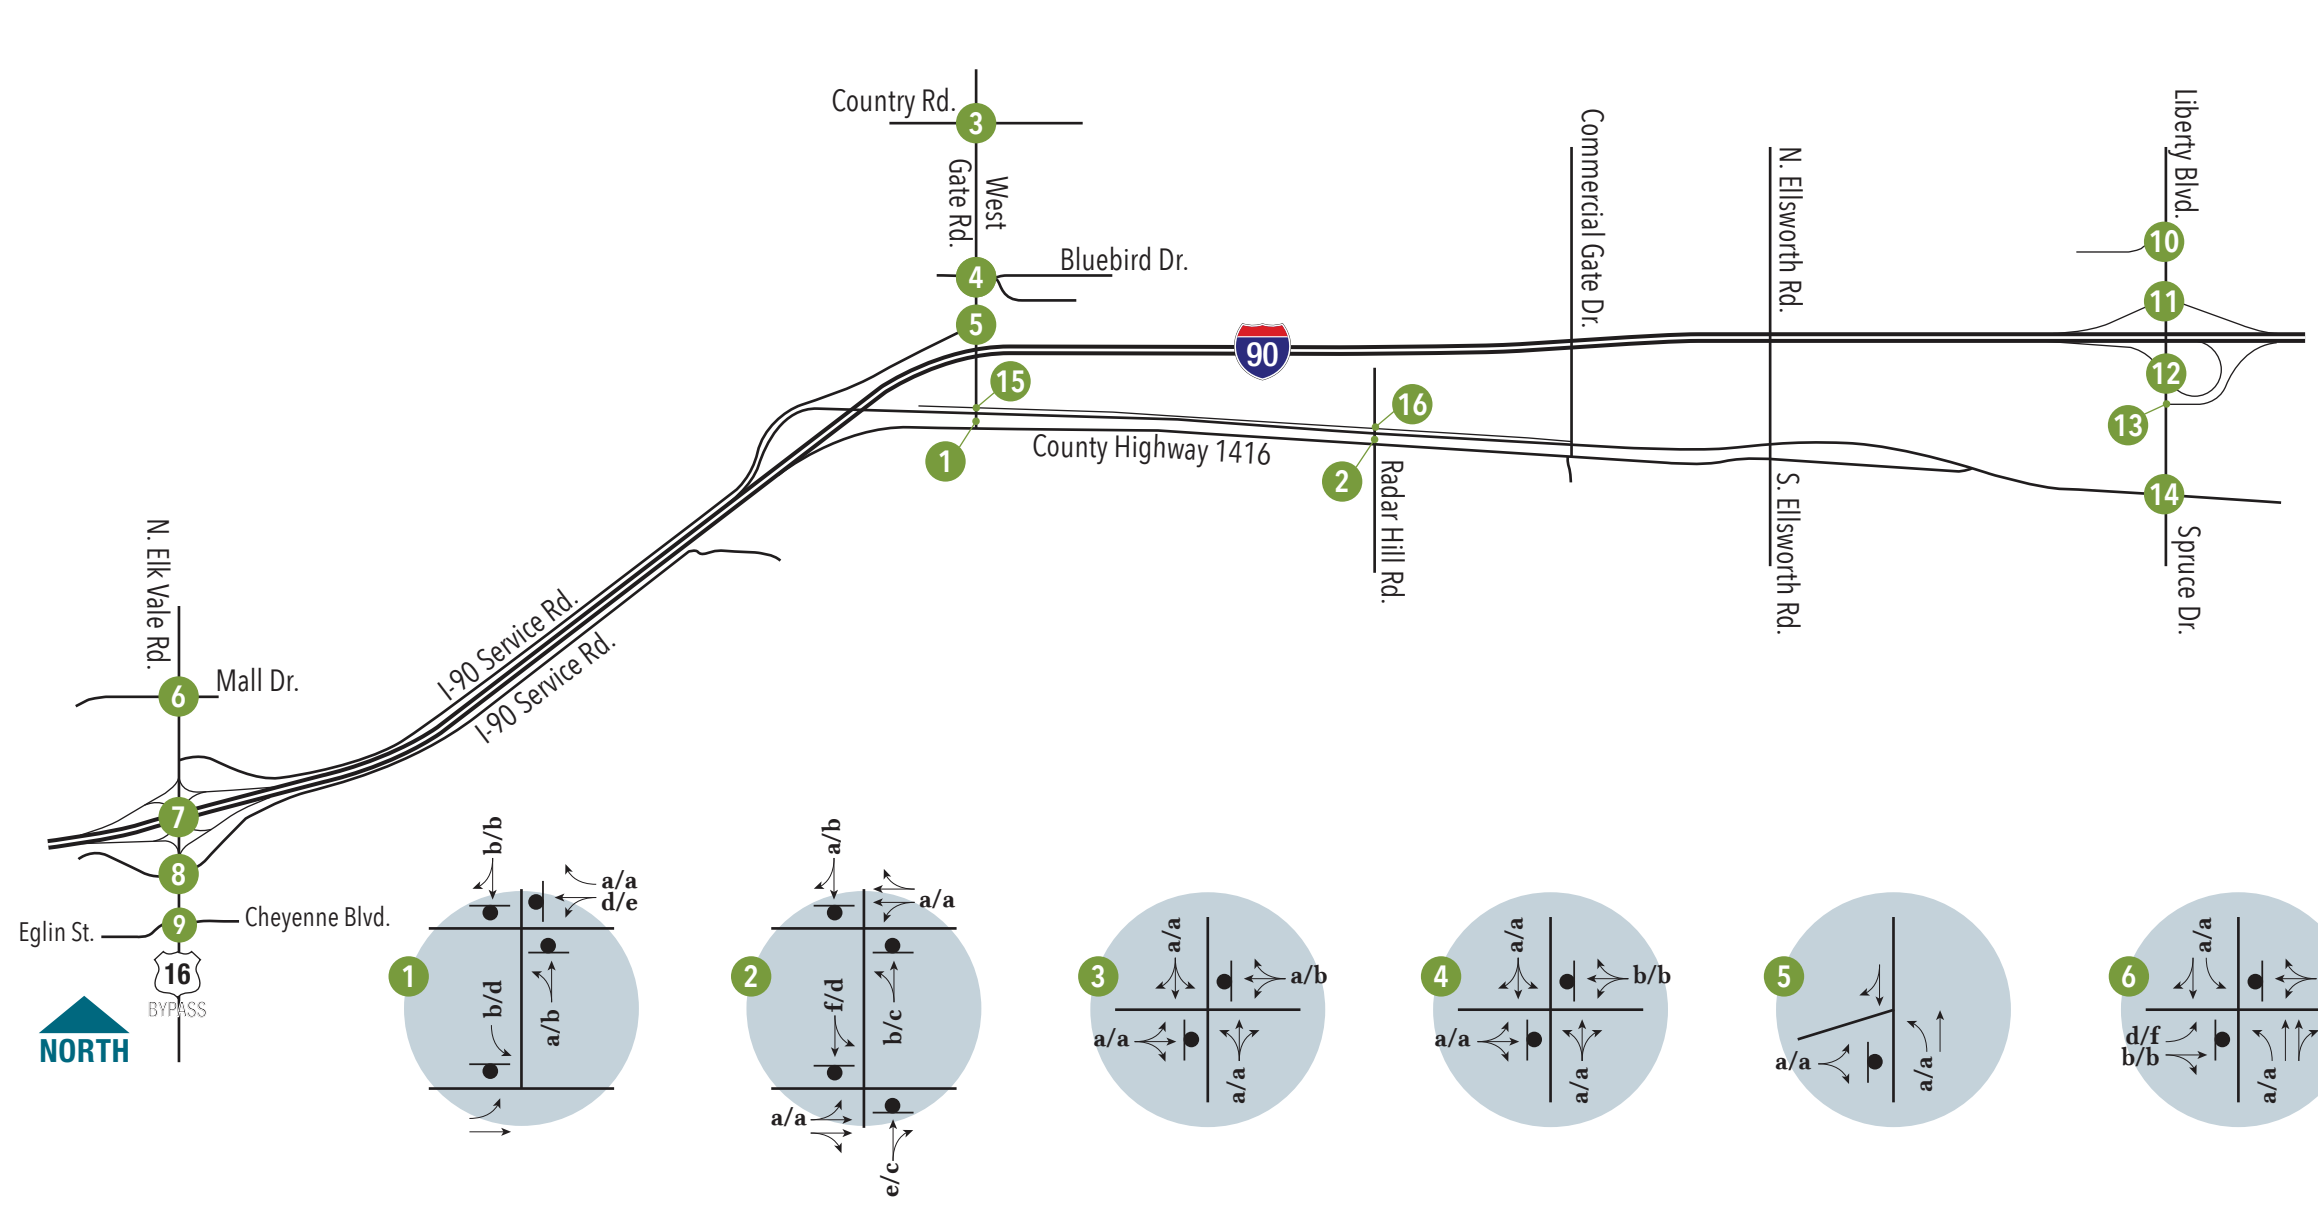 Country Rd.
3
West
Gate Rd.
4
Bluebird Dr.
5
90
15
1
County Highway 1416
16
2
Radar Hill Rd.
Commercial Gate Dr.
N. Ellsworth Rd.
S. Ellsworth Rd.
Liberty Blvd.
10
11
12
13
14
Spruce Dr.
I-90 Service Rd.
I-90 Service Rd.
N. Elk Vale Rd.
6
Mall Dr.
7
8
9
Eglin St.
Cheyenne Blvd.
16
BYPASS
NORTH
1
b/b
a/a
d/e
b/d
a/b
2
a/b
a/a
f/d
b/c
a/a
e/c
3
a/a
a/b
a/a
a/a
4
a/a
b/b
a/a
a/a
5
a/a
a/a
6
a/a
d/f
b/b
a/a